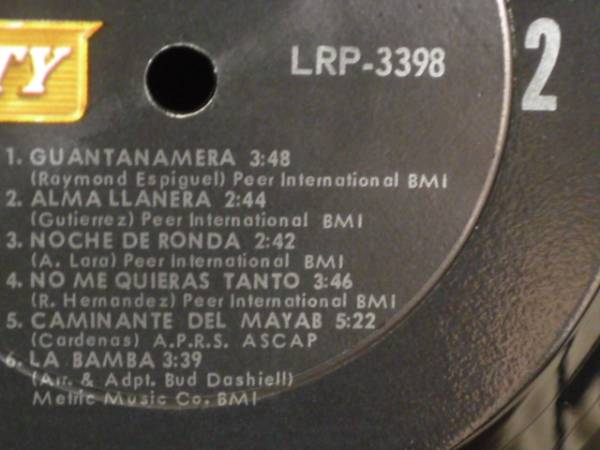 TY
LRP-3398
2
1. GUANTANAMERA 3:48
(Raymond Espiguel) Peer International BMI
2. ALMA LLANERA 2:44
(Gutierrez) Peer International BMI
3. NOCHE DE RONDA 2:42
(A. Lara) Peer International BMI
4. NO ME QUIERAS TANTO 3:46
(R. Hernandez) Peer International BMI
5. CAMINANTE DEL MAYAB 5:22
(Cardenas) A.P.R.S. ASCAP
6. LA BAMBA 3:39
(Arr. & Adpt. Bud Dashiell)
Metric Music Co. BMI